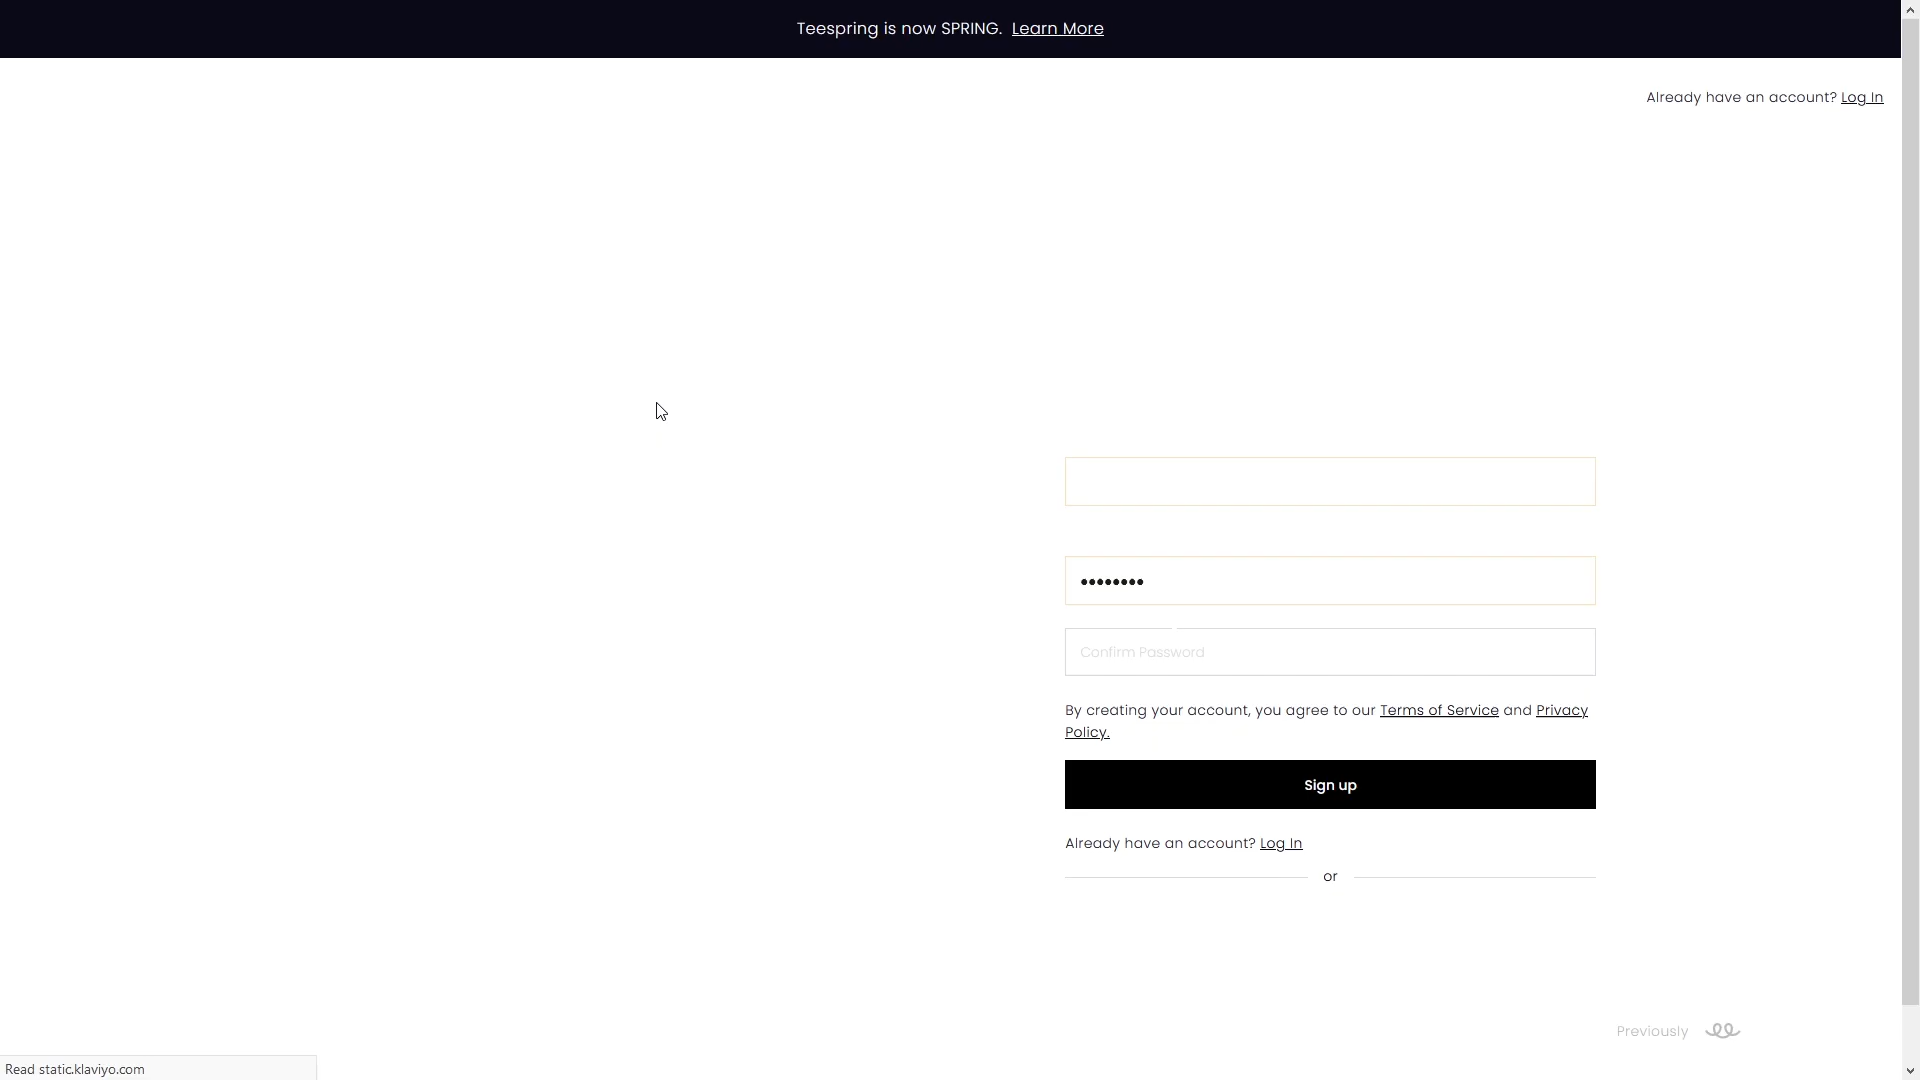 Teespring is now SPRING. Learn More
Already have an account? Log In
••••••••
Confirm Password
By creating your account, you agree to our Terms of Service and Privacy
Policy.
Sign up
Already have an account? Log In
or
Previously
Read static.klaviyo.com